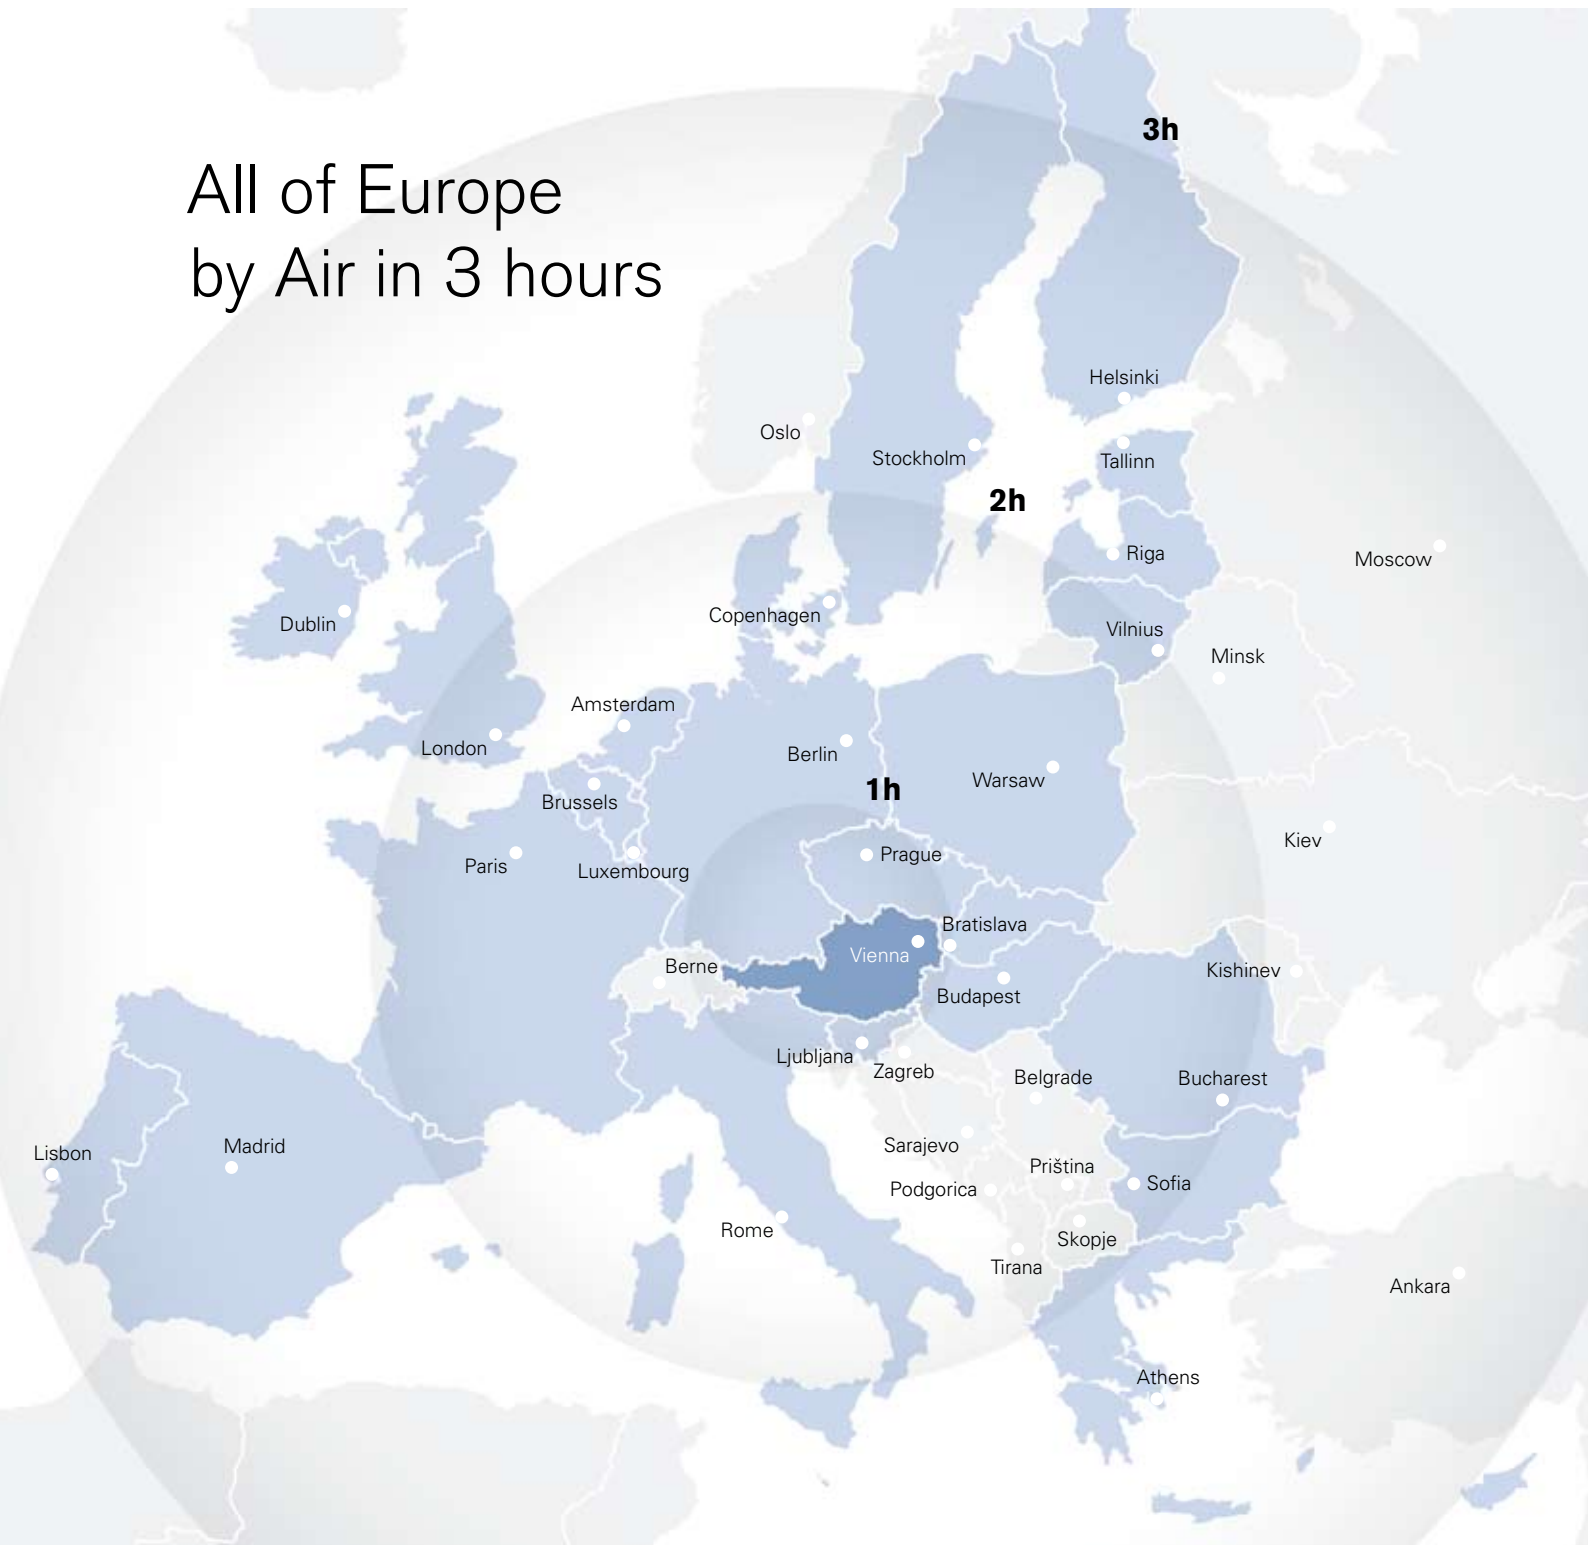 All of Europe
by Air in 3 hours
3h
Helsinki
Oslo
Stockholm
Tallinn
2h
Riga
Moscow
Dublin
Copenhagen
Vilnius
Minsk
Amsterdam
London
Berlin
Warsaw
1h
Brussels
Kiev
Paris
Luxembourg
Prague
Bratislava
Vienna
Berne
Kishinev
Budapest
Ljubljana
Zagreb
Belgrade
Bucharest
Lisbon
Madrid
Sarajevo
Priština
Podgorica
Sofia
Rome
Skopje
Tirana
Ankara
Athens